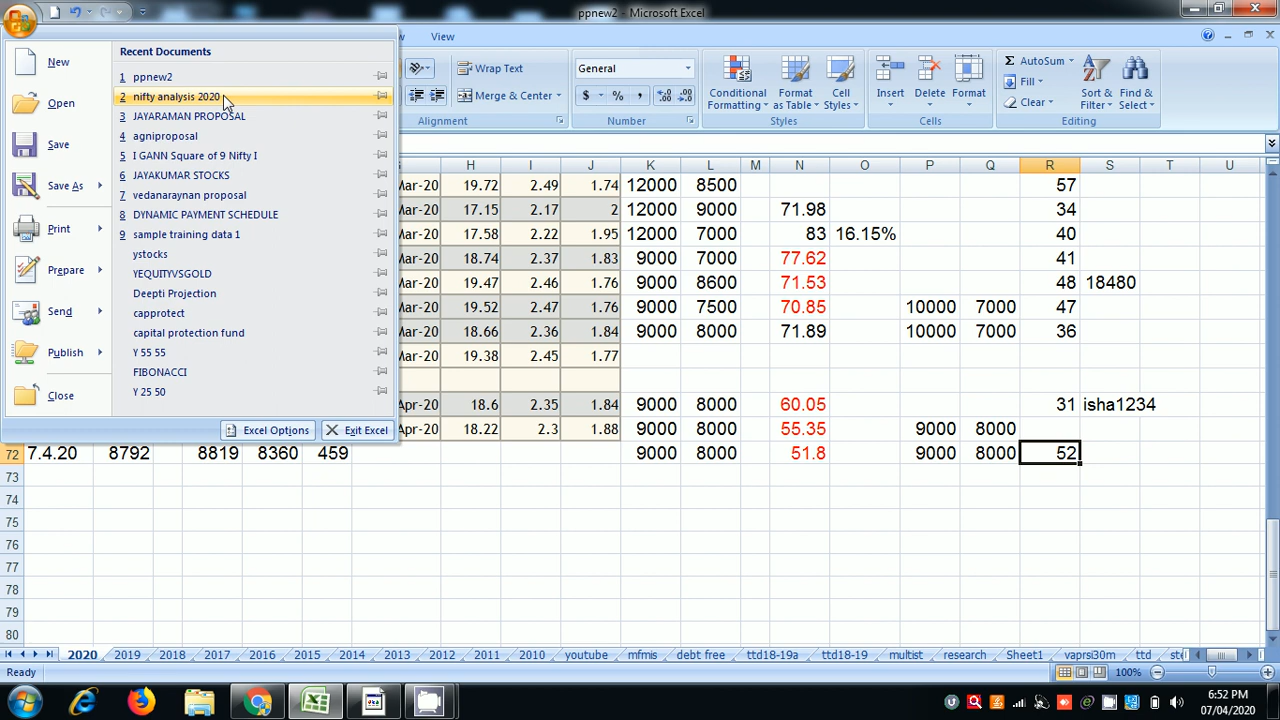 ppnew2 - Microsoft Excel
View
New
Open
Save
Save As
Print
Prepare
Send
Publish
Close
Recent Documents
1 ppnew2
2 nifty analysis 2020
3 JAYARAMAN PROPOSAL
4 agniproposal
5 I GANN Square of 9 Nifty I
6 JAYAKUMAR STOCKS
7 vedanaraynan proposal
8 DYNAMIC PAYMENT SCHEDULE
9 sample training data 1
ystocks
YEQUITYVSGOLD
Deepti Projection
capprotect
capital protection fund
Y 55 55
FIBONACCI
Y 25 50
Excel Options
Exit Excel
Wrap Text
Merge & Center
Alignment
General
$ % ,
Number
Conditional Formatting
Format as Table
Cell Styles
Styles
Insert
Delete
Format
Cells
AutoSum
Fill
Clear
Sort & Filter
Find & Select
Editing
H I J K L M N O P Q R S T U
Mar-20 19.72 2.49 1.74 12000 8500 57
Mar-20 17.15 2.17 2 12000 9000 71.98 34
Mar-20 17.58 2.22 1.95 12000 7000 83 16.15% 40
Mar-20 18.74 2.37 1.83 9000 7000 77.62 41
Mar-20 19.47 2.46 1.76 9000 8600 71.53 48 18480
Mar-20 19.52 2.47 1.76 9000 7500 70.85 10000 7000 47
Mar-20 18.66 2.36 1.84 9000 8000 71.89 10000 7000 36
Mar-20 19.38 2.45 1.77
Apr-20 18.6 2.35 1.84 9000 8000 60.05 31 isha1234
Apr-20 18.22 2.3 1.88 9000 8000 55.35 9000 8000
72 7.4.20 8792 8819 8360 459 9000 8000 51.8 9000 8000 52
73
74
75
76
77
78
79
80
2020 2019 2018 2017 2016 2015 2014 2013 2012 2011 2010 youtube mfmis debt free ttd18-19a ttd18-19 multist research Sheet1 vaprsi30m ttd
Ready
100%
6:52 PM
07/04/2020